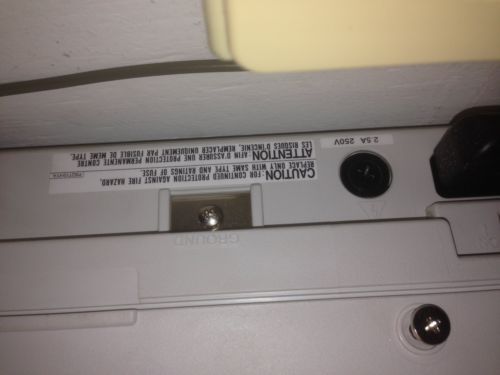 GROUND
CAUTION FOR CONTINUED PROTECTION AGAINST FIRE HAZARD,
REPLACE ONLY WITH SAME TYPE AND RATINGS OF FUSE.
ATTENTION AFIN D'ASSURER UNE PROTECTION PERMANENTE CONTRE
LES RISQUES D'INCENIE, REMPLACER UNIQUEMENT PAR FUSIBLE DE MEME TYPE.
2.5A 250V